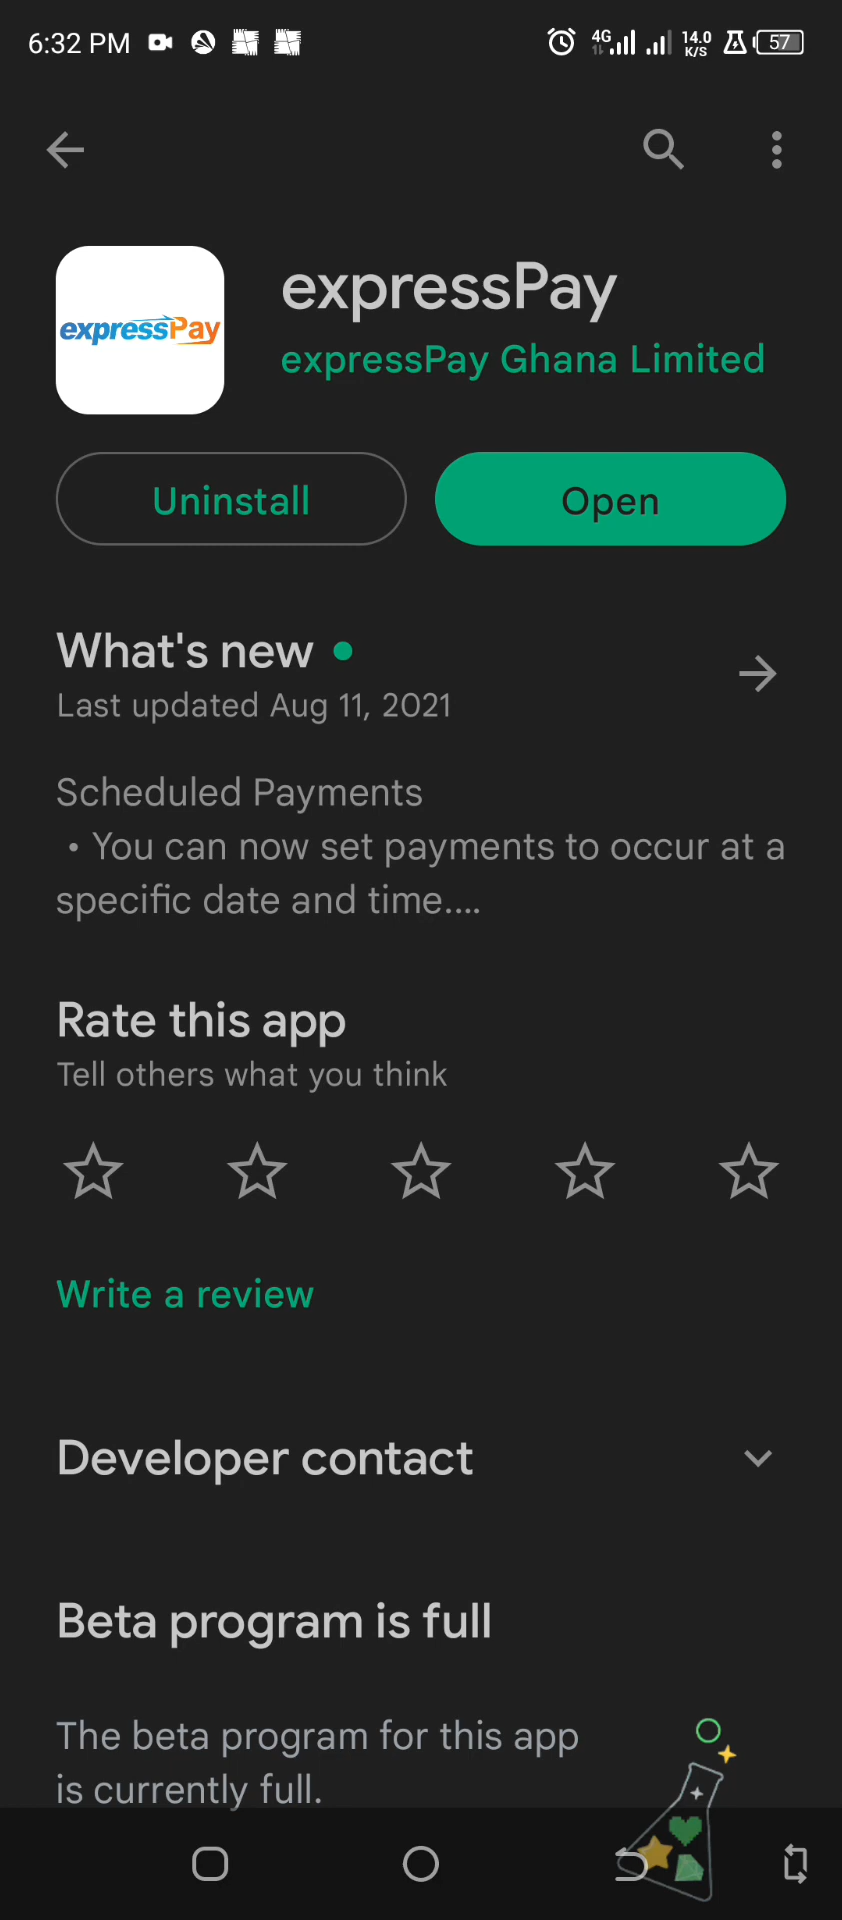 6:32 PM 4G 14.0 K/S 57
expressPay
expressPay
expressPay Ghana Limited
Uninstall Open
What's new
Last updated Aug 11, 2021
Scheduled Payments
• You can now set payments to occur at a
specific date and time....
Rate this app
Tell others what you think
Write a review
Developer contact
Beta program is full
The beta program for this app
is currently full.